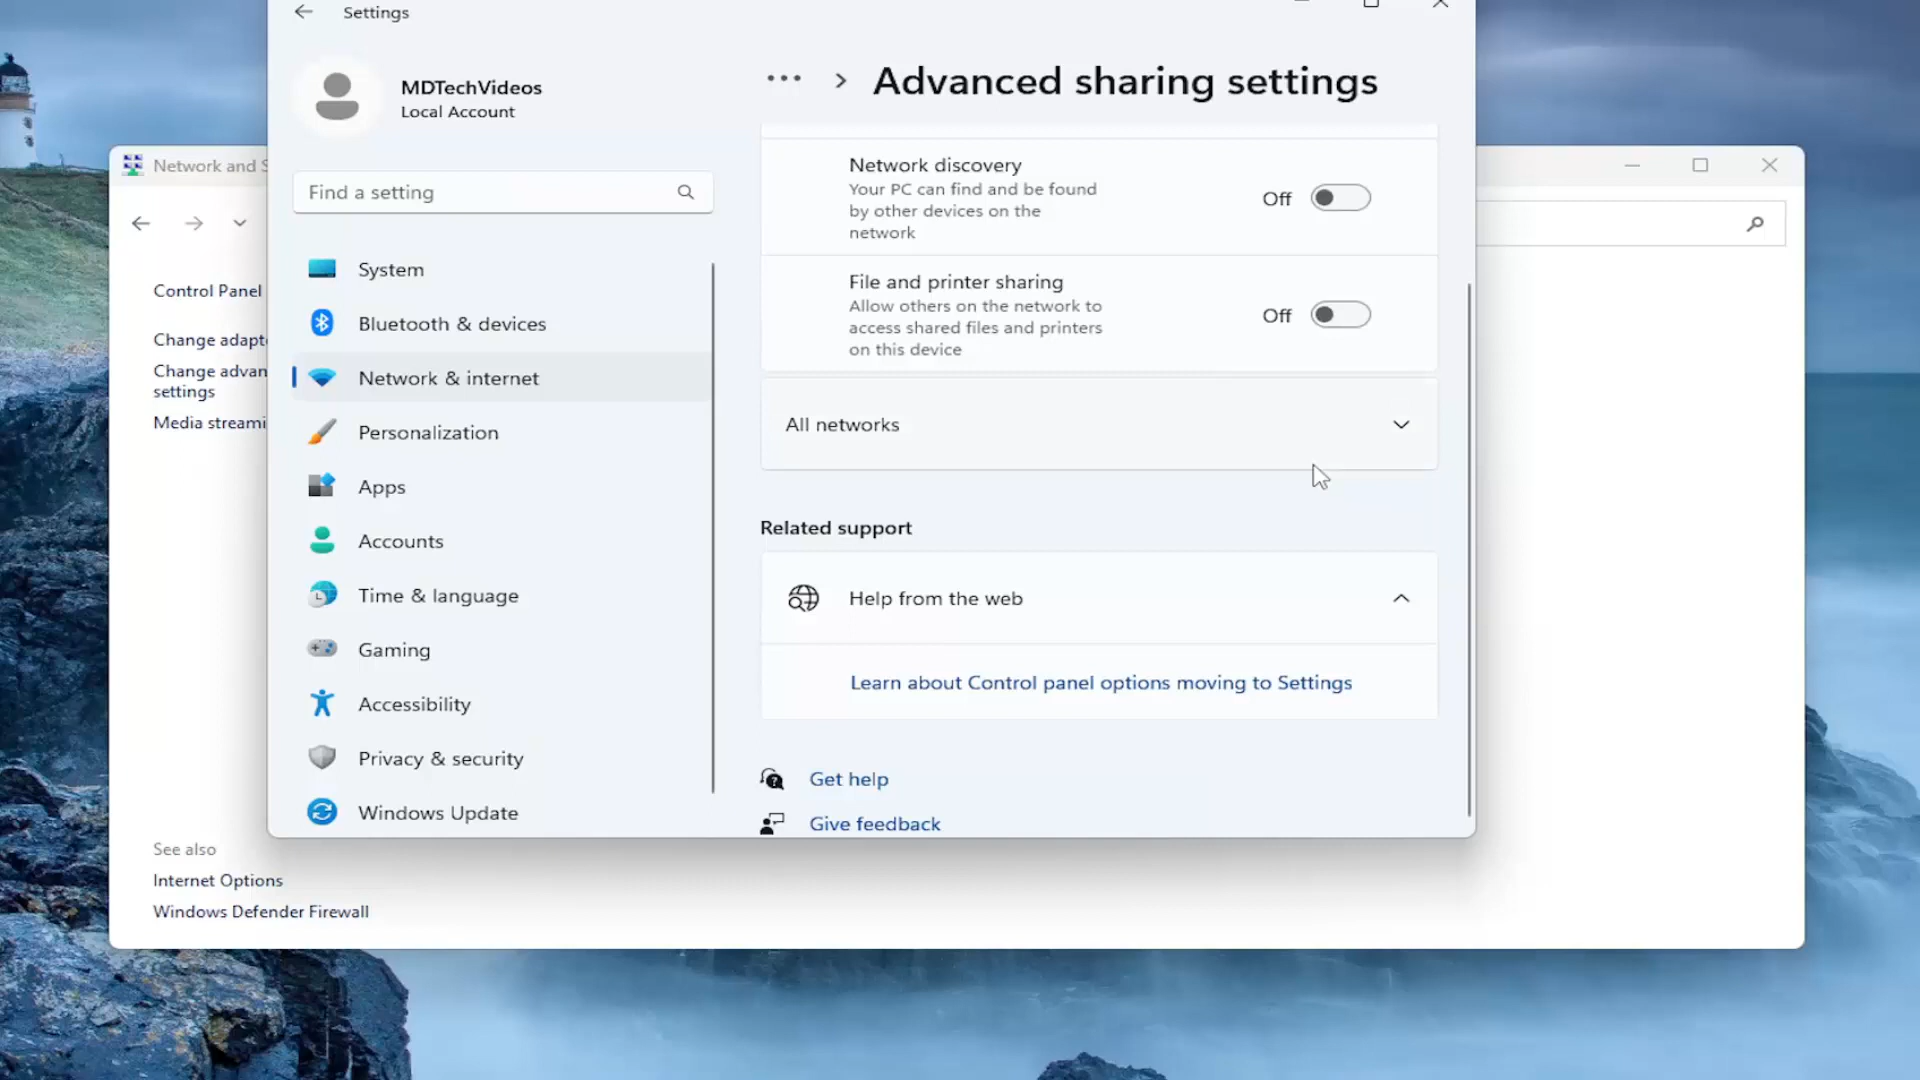 Settings
MDTechVideos
Local Account
Find a setting
System
Bluetooth & devices
Network & internet
Personalization
Apps
Accounts
Time & language
Gaming
Accessibility
Privacy & security
Windows Update
Advanced sharing settings
Network discovery
Your PC can find and be found
by other devices on the
network
Off
File and printer sharing
Allow others on the network to
access shared files and printers
on this device
Off
All networks
Related support
Help from the web
Learn about Control panel options moving to Settings
Get help
Give feedback
Network and S
Control Panel
Change adapt
Change advan
settings
Media streami
See also
Internet Options
Windows Defender Firewall